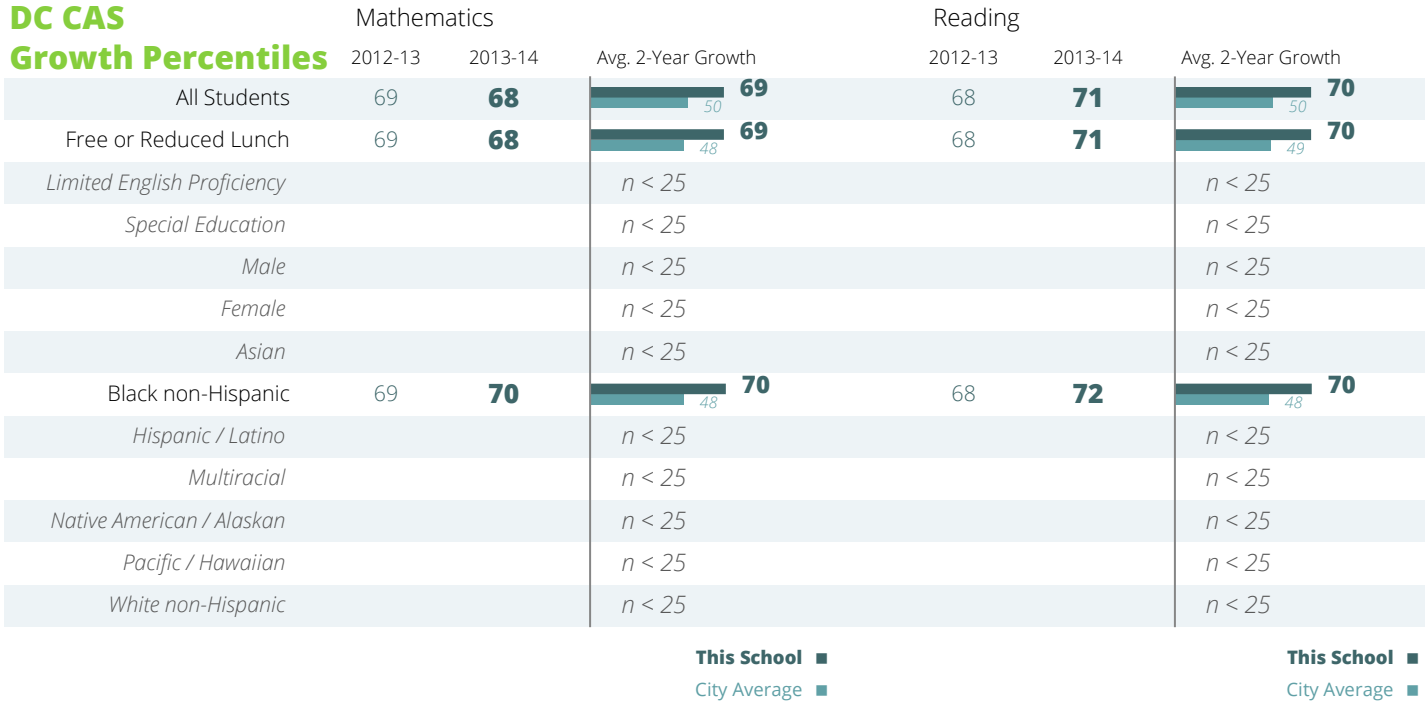 DC CAS Mathematics Reading
Growth Percentiles 2012-13 2013-14 Avg. 2-Year Growth 2012-13 2013-14 Avg. 2-Year Growth
All Students 69 68 69 50 68 71 70 50
Free or Reduced Lunch 69 68 69 48 68 71 70 49
Limited English Proficiency n < 25 n < 25
Special Education n < 25 n < 25
Male n < 25 n < 25
Female n < 25 n < 25
Asian n < 25 n < 25
Black non-Hispanic 69 70 70 48 68 72 70 48
Hispanic / Latino n < 25 n < 25
Multiracial n < 25 n < 25
Native American / Alaskan n < 25 n < 25
Pacific / Hawaiian n < 25 n < 25
White non-Hispanic n < 25 n < 25
This School This School
City Average City Average